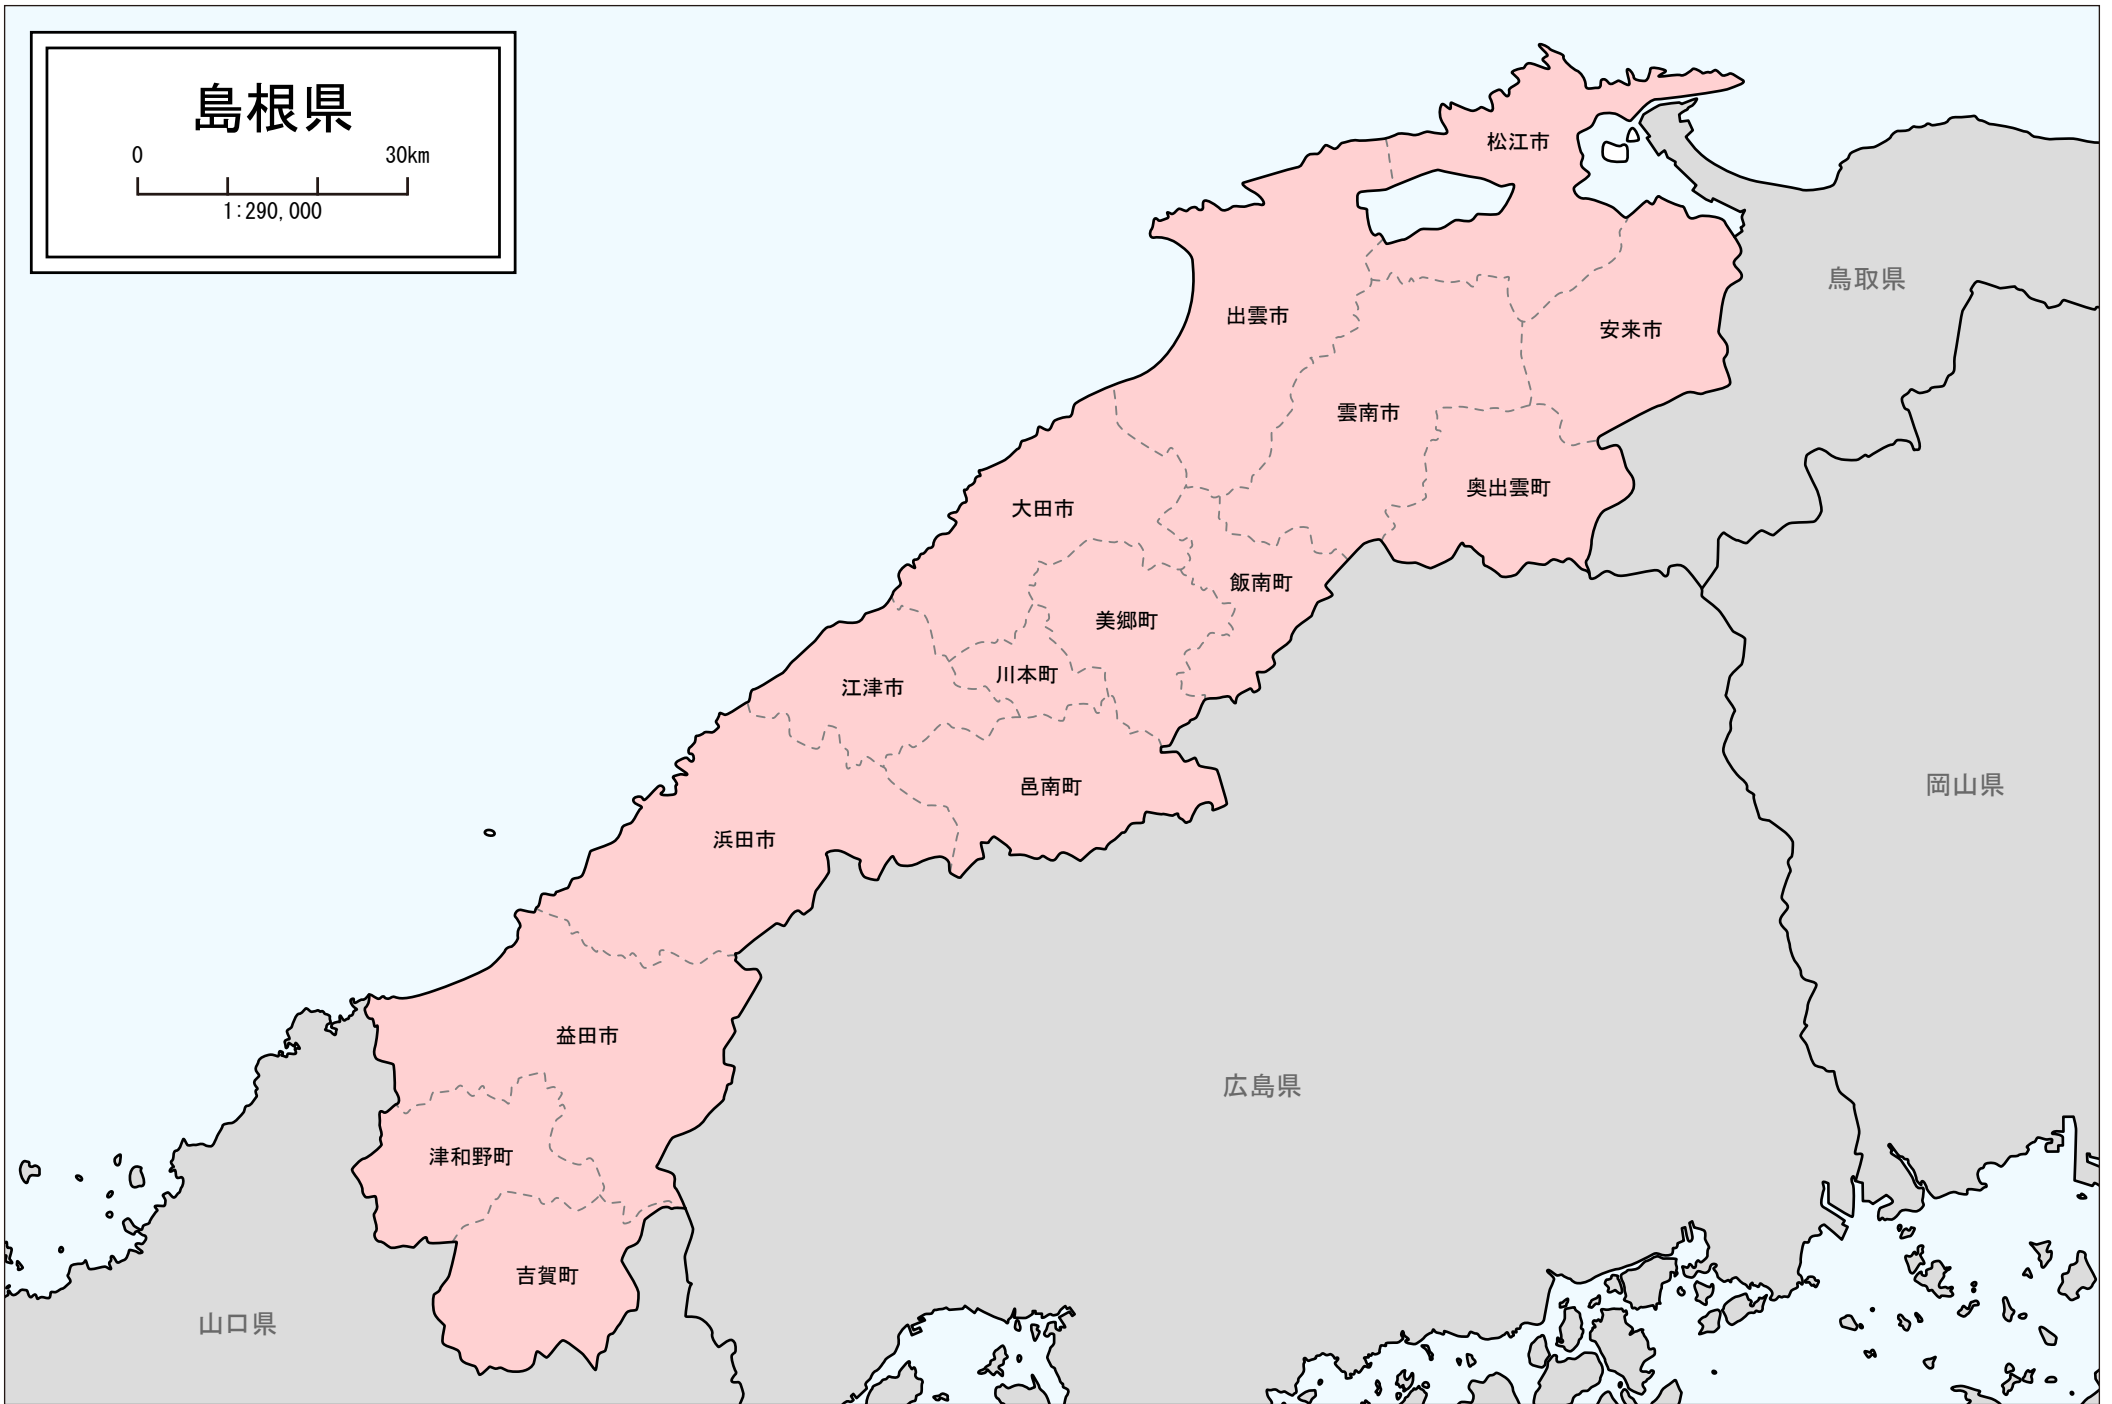 島根県
0 30km
1:290,000
松江市
鳥取県
出雲市
安来市
雲南市
奥出雲町
大田市
飯南町
美郷町
川本町
江津市
邑南町
岡山県
浜田市
益田市
広島県
津和野町
吉賀町
山口県